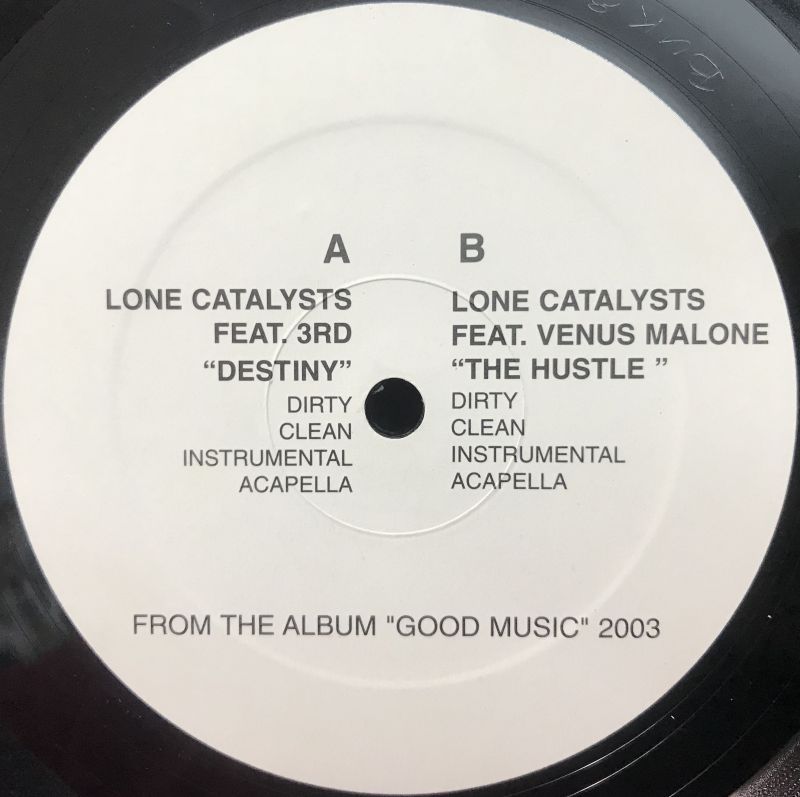 A
LONE CATALYSTS
FEAT. 3RD
“DESTINY”
DIRTY
CLEAN
INSTRUMENTAL
ACAPELLA
B
LONE CATALYSTS
FEAT. VENUS MALONE
“THE HUSTLE ”
DIRTY
CLEAN
INSTRUMENTAL
ACAPELLA
FROM THE ALBUM "GOOD MUSIC" 2003